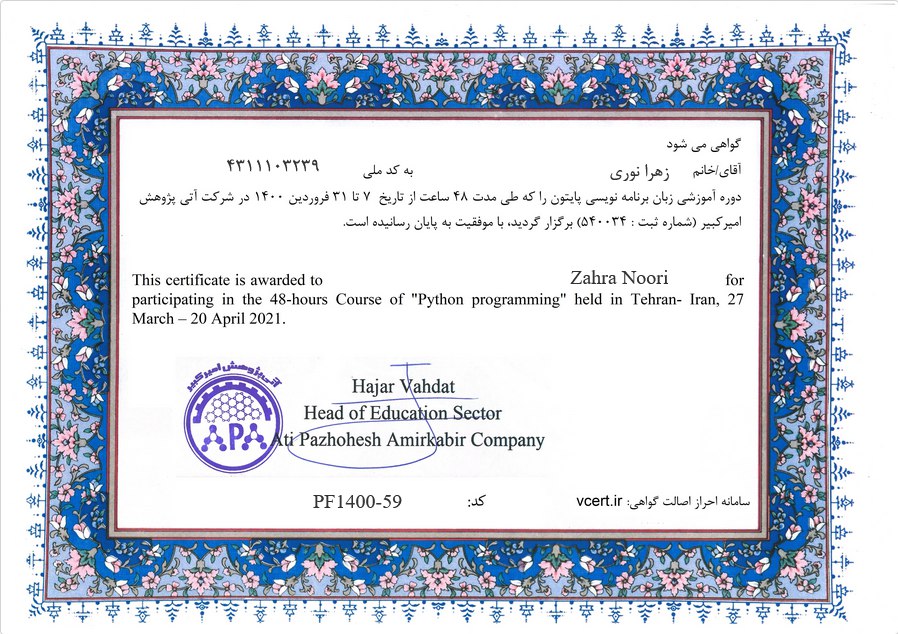 گواهی می شود
آقای/خانم زهرا نوری به کد ملی ۴۳۱۱۱۰۳۲۳۹
دوره آموزشی زبان برنامه نویسی پایتون را که طی مدت ۴۸ ساعت از تاریخ ۷ تا ۳۱ فروردین ۱۴۰۰ در شرکت آتی پژوهش
امیرکبیر (شماره ثبت : ۵۴۰۰۳۴) برگزار گردید، با موفقیت به پایان رسانیده است.
This certificate is awarded to Zahra Noori for
participating in the 48-hours Course of "Python programming" held in Tehran- Iran, 27
March – 20 April 2021.
آتی پژوهش امیرکبیر
APA
Hajar Vahdat
Head of Education Sector
Ati Pazhohesh Amirkabir Company
سامانه احراز اصالت گواهی: vcert.ir کد: PF1400-59